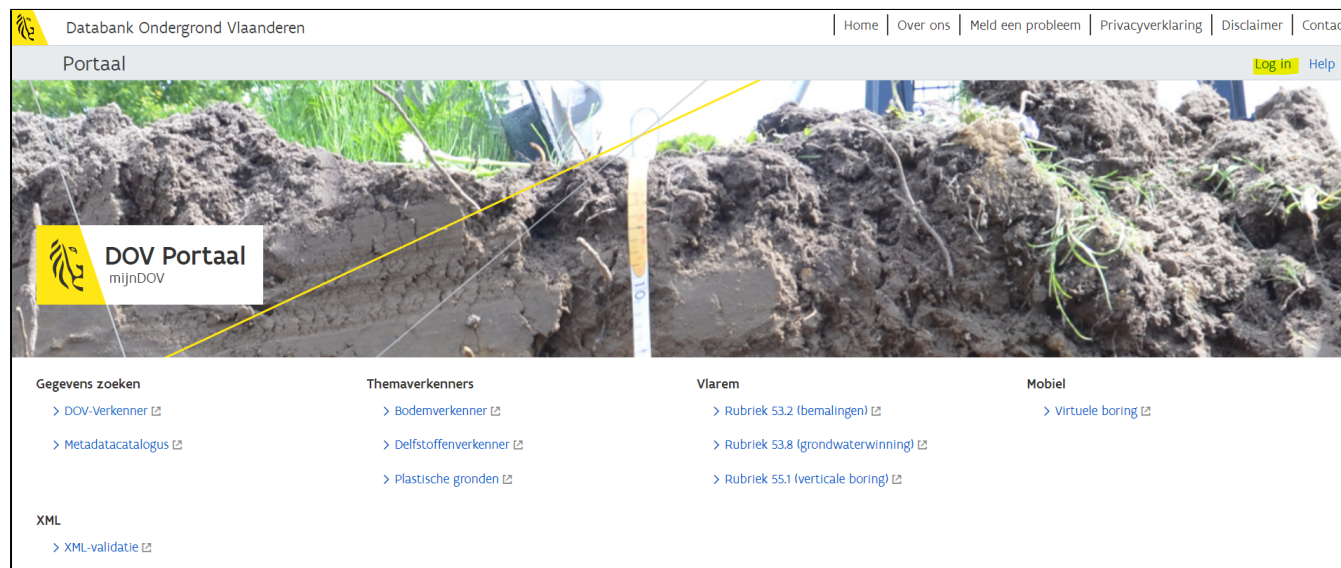 Databank Ondergrond Vlaanderen
Home Over ons Meld een probleem Privacyverklaring Disclaimer Contac
Portaal
Log in Help
10
DOV Portaal
mijnDOV
Gegevens zoeken
> DOV-Verkenner
> Metadatacatalogus
Themaverkenners
> Bodemverkenner
> Delfstoffenverkenner
> Plastische gronden
Vlarem
> Rubriek 53.2 (bemalingen)
> Rubriek 53.8 (grondwaterwinning)
> Rubriek 55.1 (verticale boring)
Mobiel
> Virtuele boring
XML
> XML-validatie